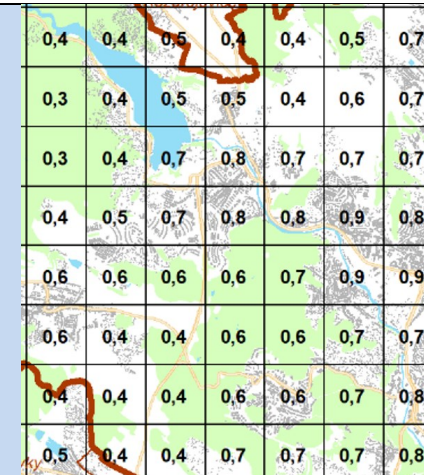 0,4 0,4 0,5 0,4 0,4 0,5 0,7
0,3 0,4 0,5 0,5 0,4 0,6 0,7
0,3 0,4 0,7 0,8 0,7 0,7 0,7
0,4 0,5 0,7 0,8 0,8 0,9 0,8
0,6 0,6 0,6 0,6 0,7 0,9 0,9
0,6 0,4 0,4 0,6 0,6 0,7 0,7
0,4 0,4 0,4 0,6 0,6 0,7 0,8
0,5 0,4 0,4 0,7 0,7 0,7 0,8